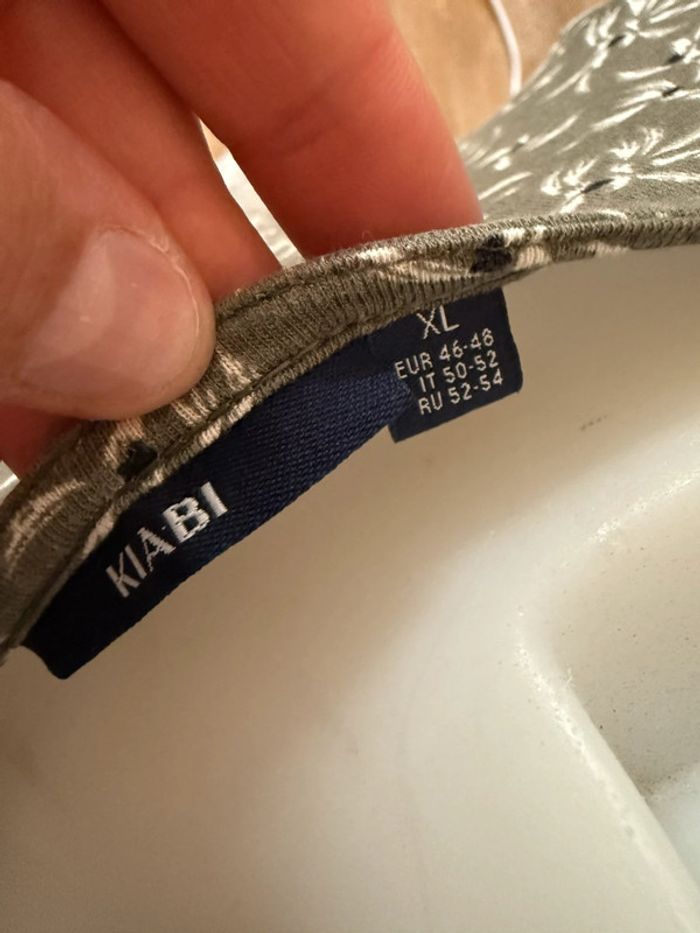 KIABI
XL
EUR 46-48
IT 50-52
RU 52-54